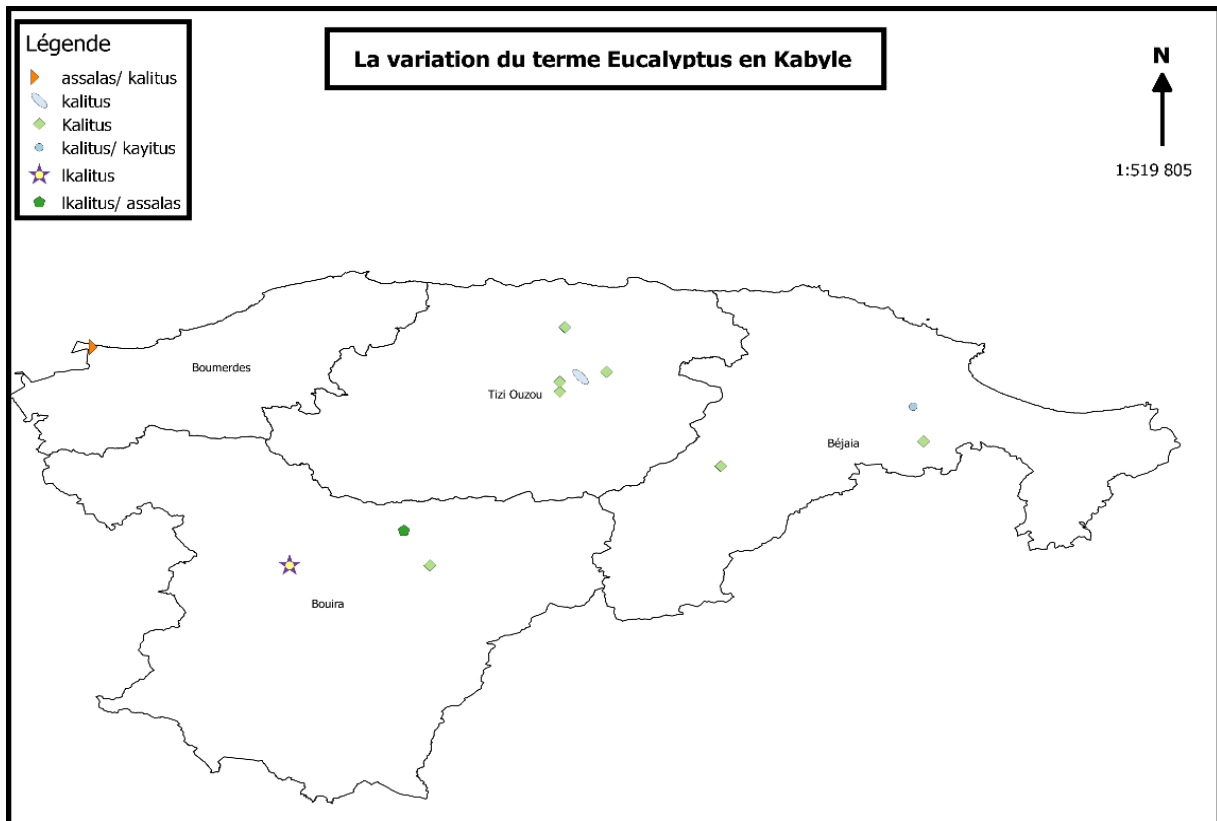 Légende
assalas/ kalitus
kalitus
Kalitus
kalitus/ kayitus
lkalitus
lkalitus/ assalas
La variation du terme Eucalyptus en Kabyle
N
1:519 805
Boumerdes
Tizi Ouzou
Béjaia
Bouira